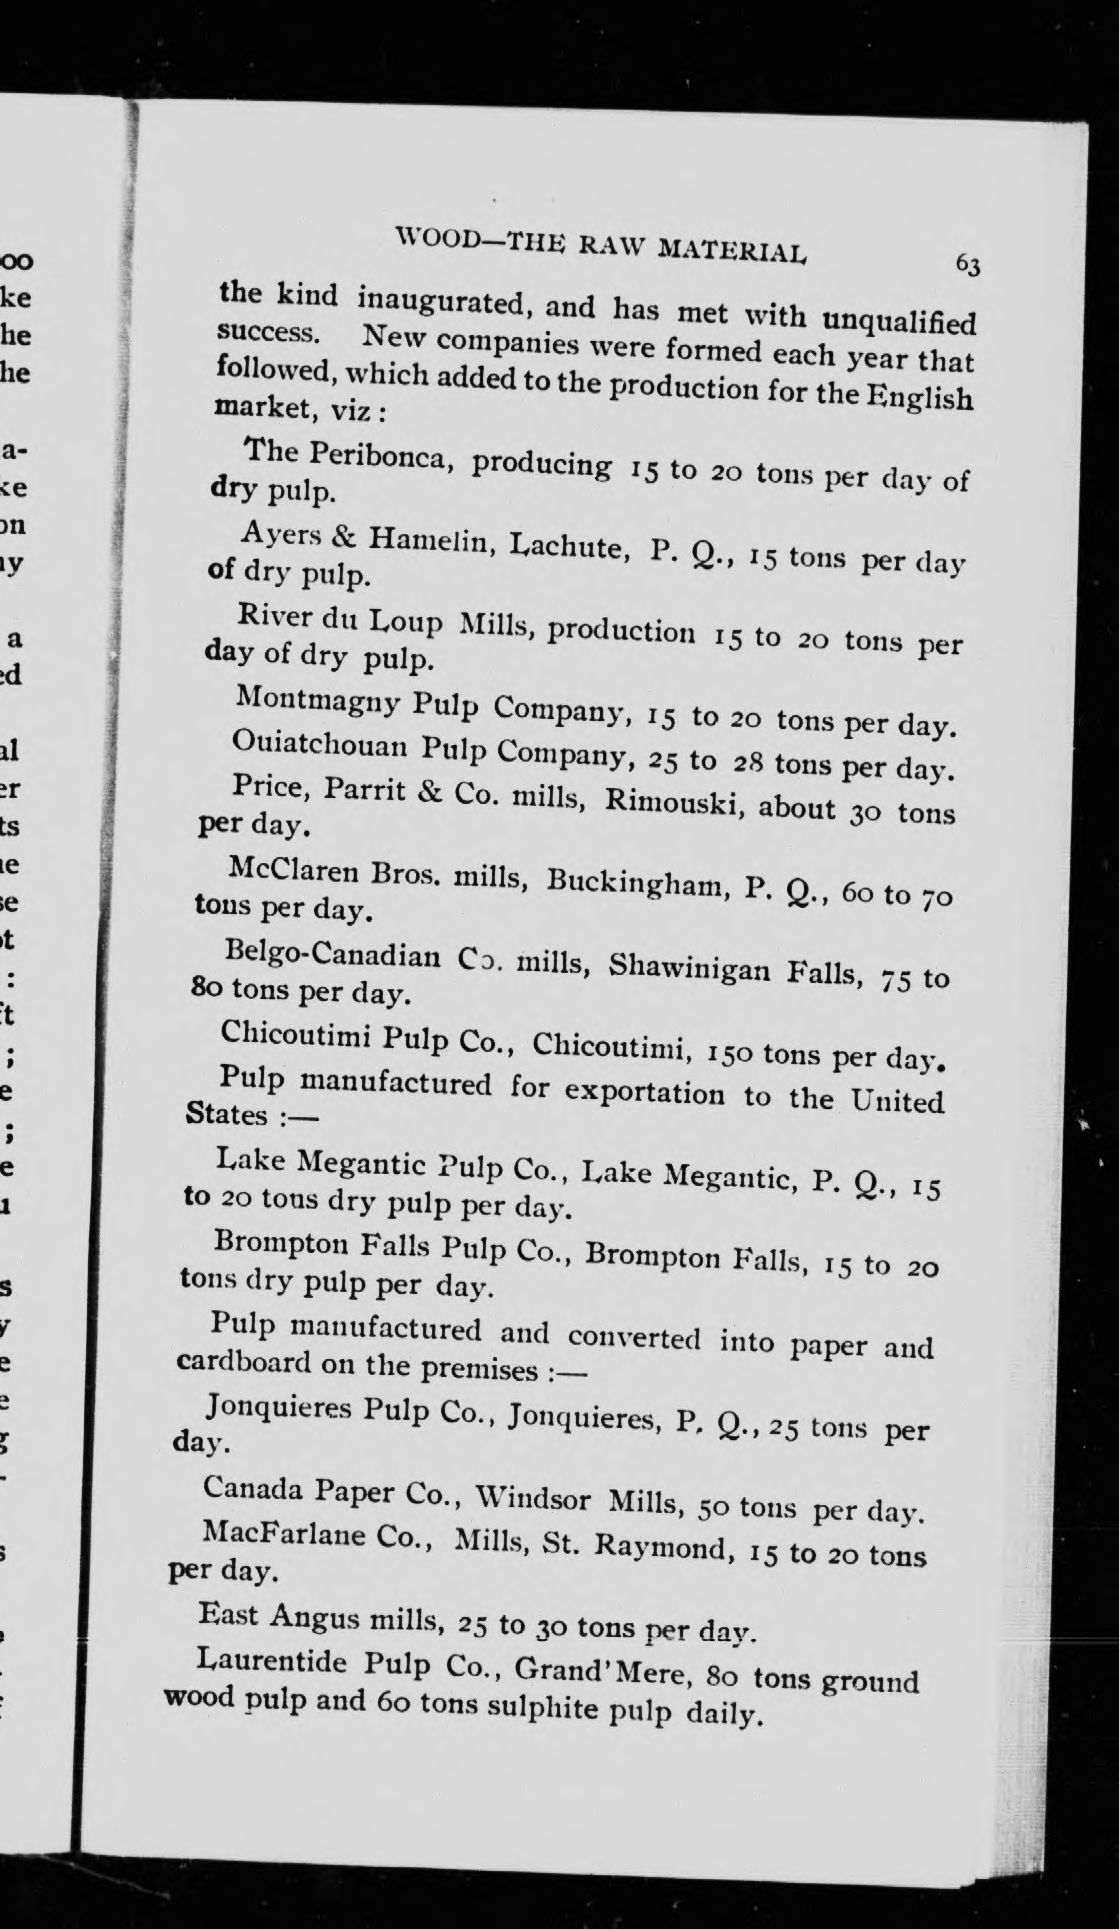 WOOD—THE RAW MATERIAL 63
the kind inaugurated, and has met with unqualified
success. New companies were formed each year that
followed, which added to the production for the English
market, viz :
The Peribonca, producing 15 to 20 tons per day of
dry pulp.
Ayers & Hamelin, Lachute, P. Q., 15 tons per day
of dry pulp.
River du Loup Mills, production 15 to 20 tons per
day of dry pulp.
Montmagny Pulp Company, 15 to 20 tons per day.
Ouiatchouan Pulp Company, 25 to 28 tons per day.
Price, Parrit & Co. mills, Rimouski, about 30 tons
per day.
McClaren Bros. mills, Buckingham, P. Q., 60 to 70
tons per day.
Belgo-Canadian Co. mills, Shawinigan Falls, 75 to
80 tons per day.
Chicoutimi Pulp Co., Chicoutimi, 150 tons per day.
Pulp manufactured for exportation to the United
States :—
Lake Megantic Pulp Co., Lake Megantic, P. Q., 15
to 20 tons dry pulp per day.
Brompton Falls Pulp Co., Brompton Falls, 15 to 20
tons dry pulp per day.
Pulp manufactured and converted into paper and
cardboard on the premises :—
Jonquieres Pulp Co., Jonquieres, P. Q., 25 tons per
day.
Canada Paper Co., Windsor Mills, 50 tons per day.
MacFarlane Co., Mills, St. Raymond, 15 to 20 tons
per day.
East Angus mills, 25 to 30 tons per day.
Laurentide Pulp Co., Grand'Mere, 80 tons ground
wood pulp and 60 tons sulphite pulp daily.